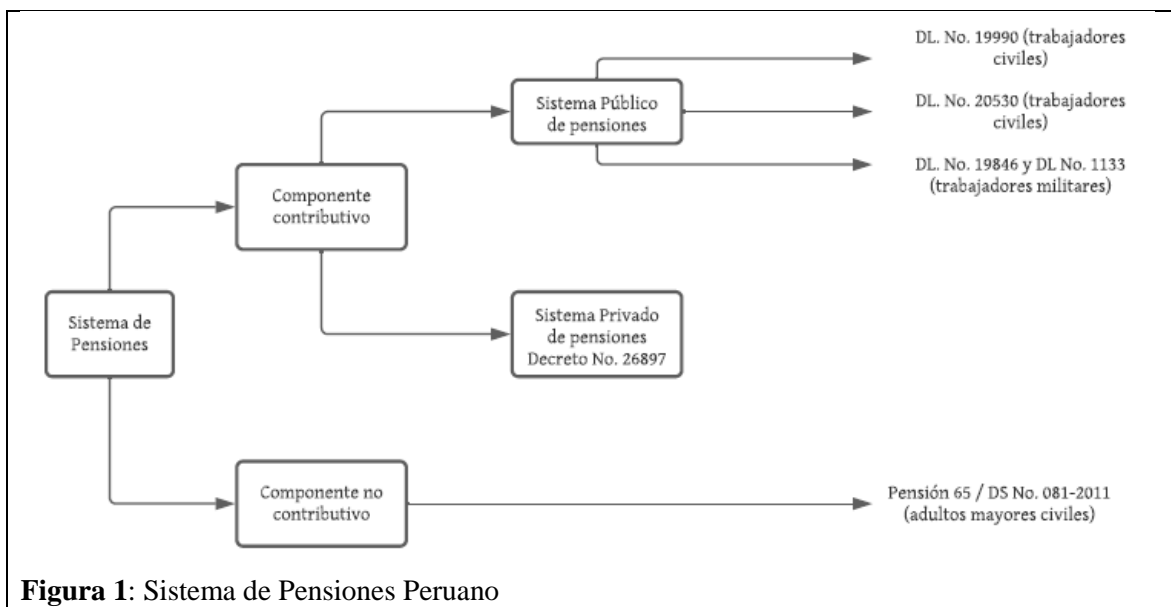 DL. No. 19990 (trabajadores
civiles)
Sistema Público
de pensiones
DL. No. 20530 (trabajadores
civiles)
DL. No. 19846 y DL No. 1133
(trabajadores militares)
Componente
contributivo
Sistema de
Pensiones
Sistema Privado
de pensiones
Decreto No. 26897
Componente no
contributivo
Pensión 65 / DS No. 081-2011
(adultos mayores civiles)
Figura 1: Sistema de Pensiones Peruano